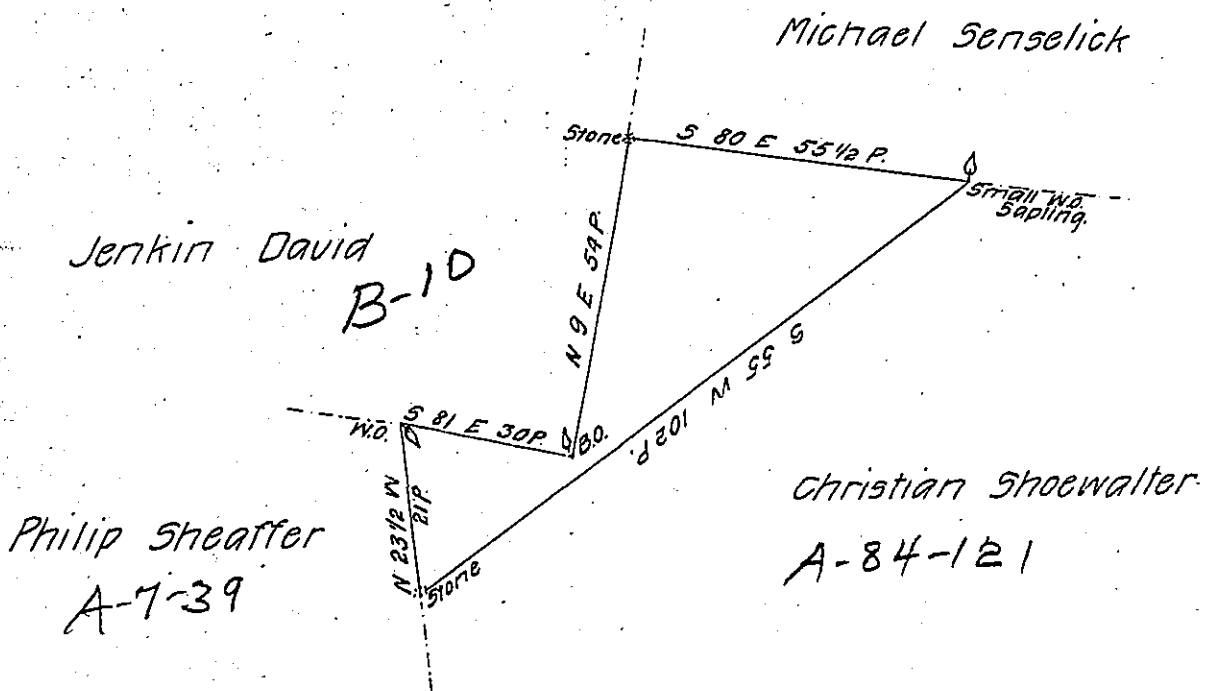 Michael Senselick
Stone
S 80 E 55½ P.
Small W.O.
Sapling.
Jenkin David
B-10
N 9 E 54 P.
S 55 W 102 P.
W.O.
S 81 E 30 P.
B.O.
N 23½ W
21 P.
Stone
Philip Sheaffer
A-7-39
Christian Shoewalter
A-84-121